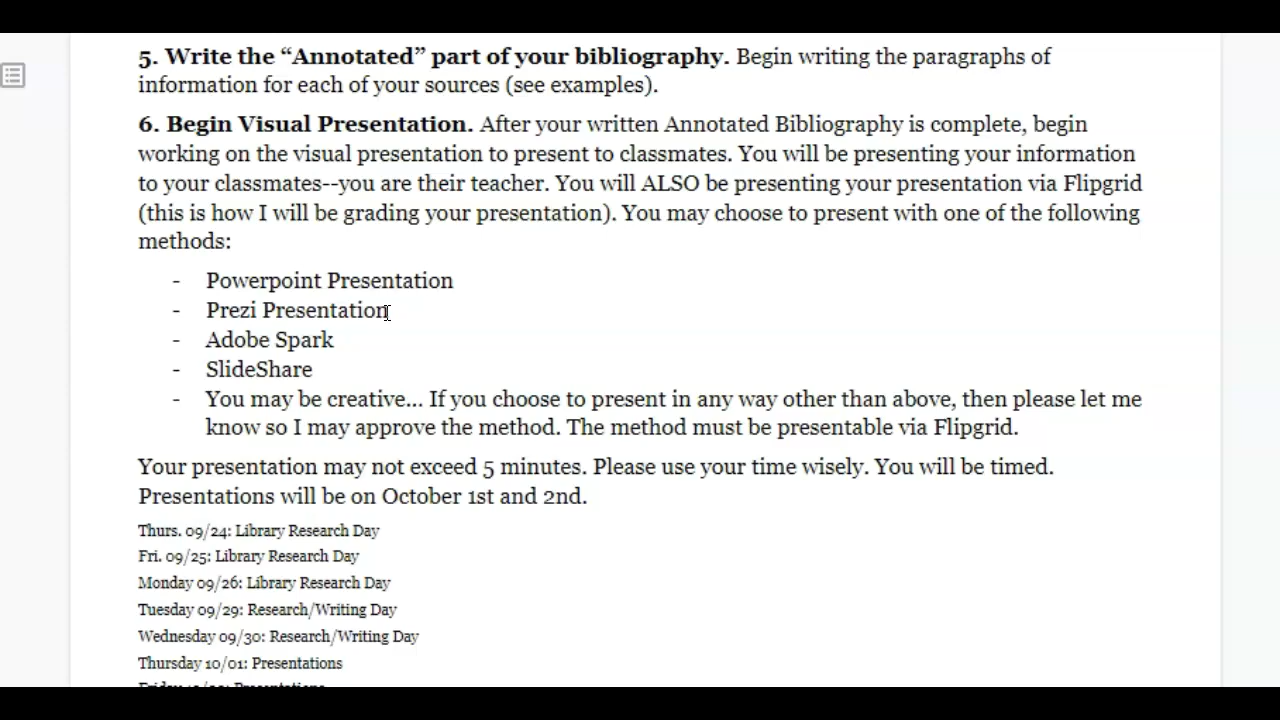 5. Write the “Annotated” part of your bibliography. Begin writing the paragraphs of
information for each of your sources (see examples).
6. Begin Visual Presentation. After your written Annotated Bibliography is complete, begin
working on the visual presentation to present to classmates. You will be presenting your information
to your classmates--you are their teacher. You will ALSO be presenting your presentation via Flipgrid
(this is how I will be grading your presentation). You may choose to present with one of the following
methods:
- Powerpoint Presentation
- Prezi Presentation
- Adobe Spark
- SlideShare
- You may be creative... If you choose to present in any way other than above, then please let me
know so I may approve the method. The method must be presentable via Flipgrid.
Your presentation may not exceed 5 minutes. Please use your time wisely. You will be timed.
Presentations will be on October 1st and 2nd.
Thurs. 09/24: Library Research Day
Fri. 09/25: Library Research Day
Monday 09/26: Library Research Day
Tuesday 09/29: Research/Writing Day
Wednesday 09/30: Research/Writing Day
Thursday 10/01: Presentations